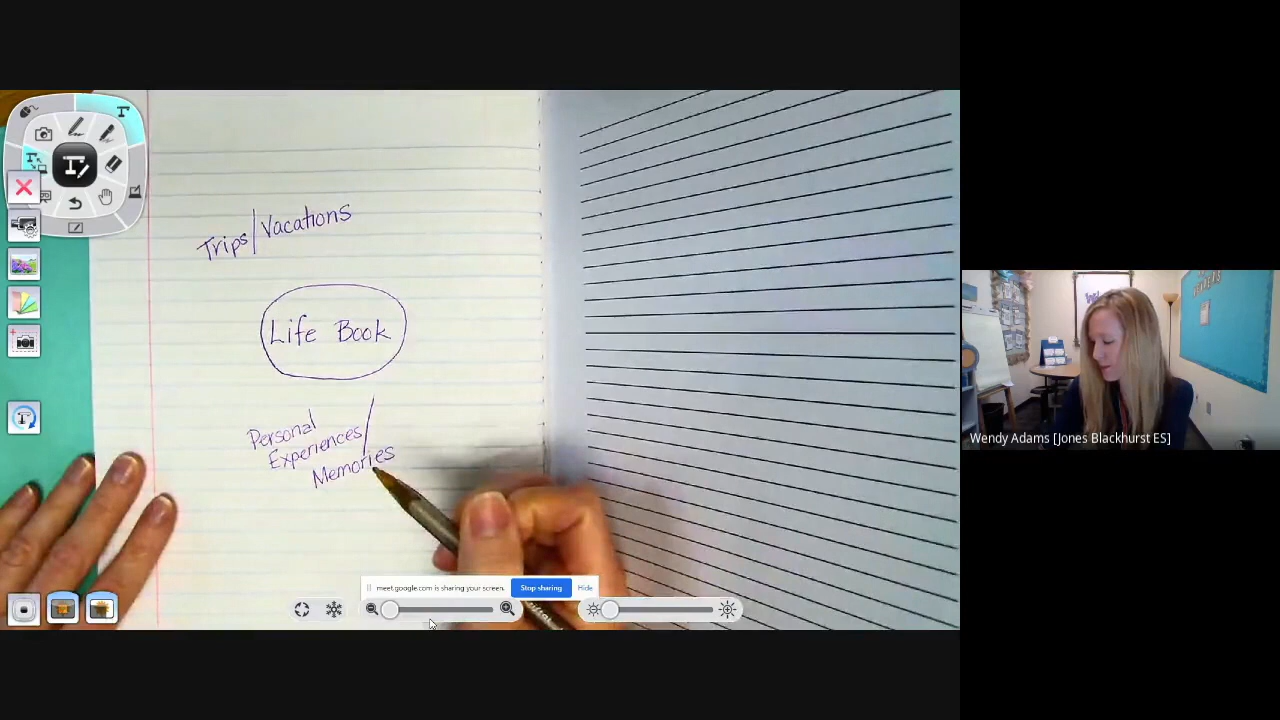 Trips/Vacations
Life Book
Personal
Experiences/
Memories
meet.google.com is sharing your screen.
Stop sharing
Hide
Wendy Adams [Jones Blackhurst ES]